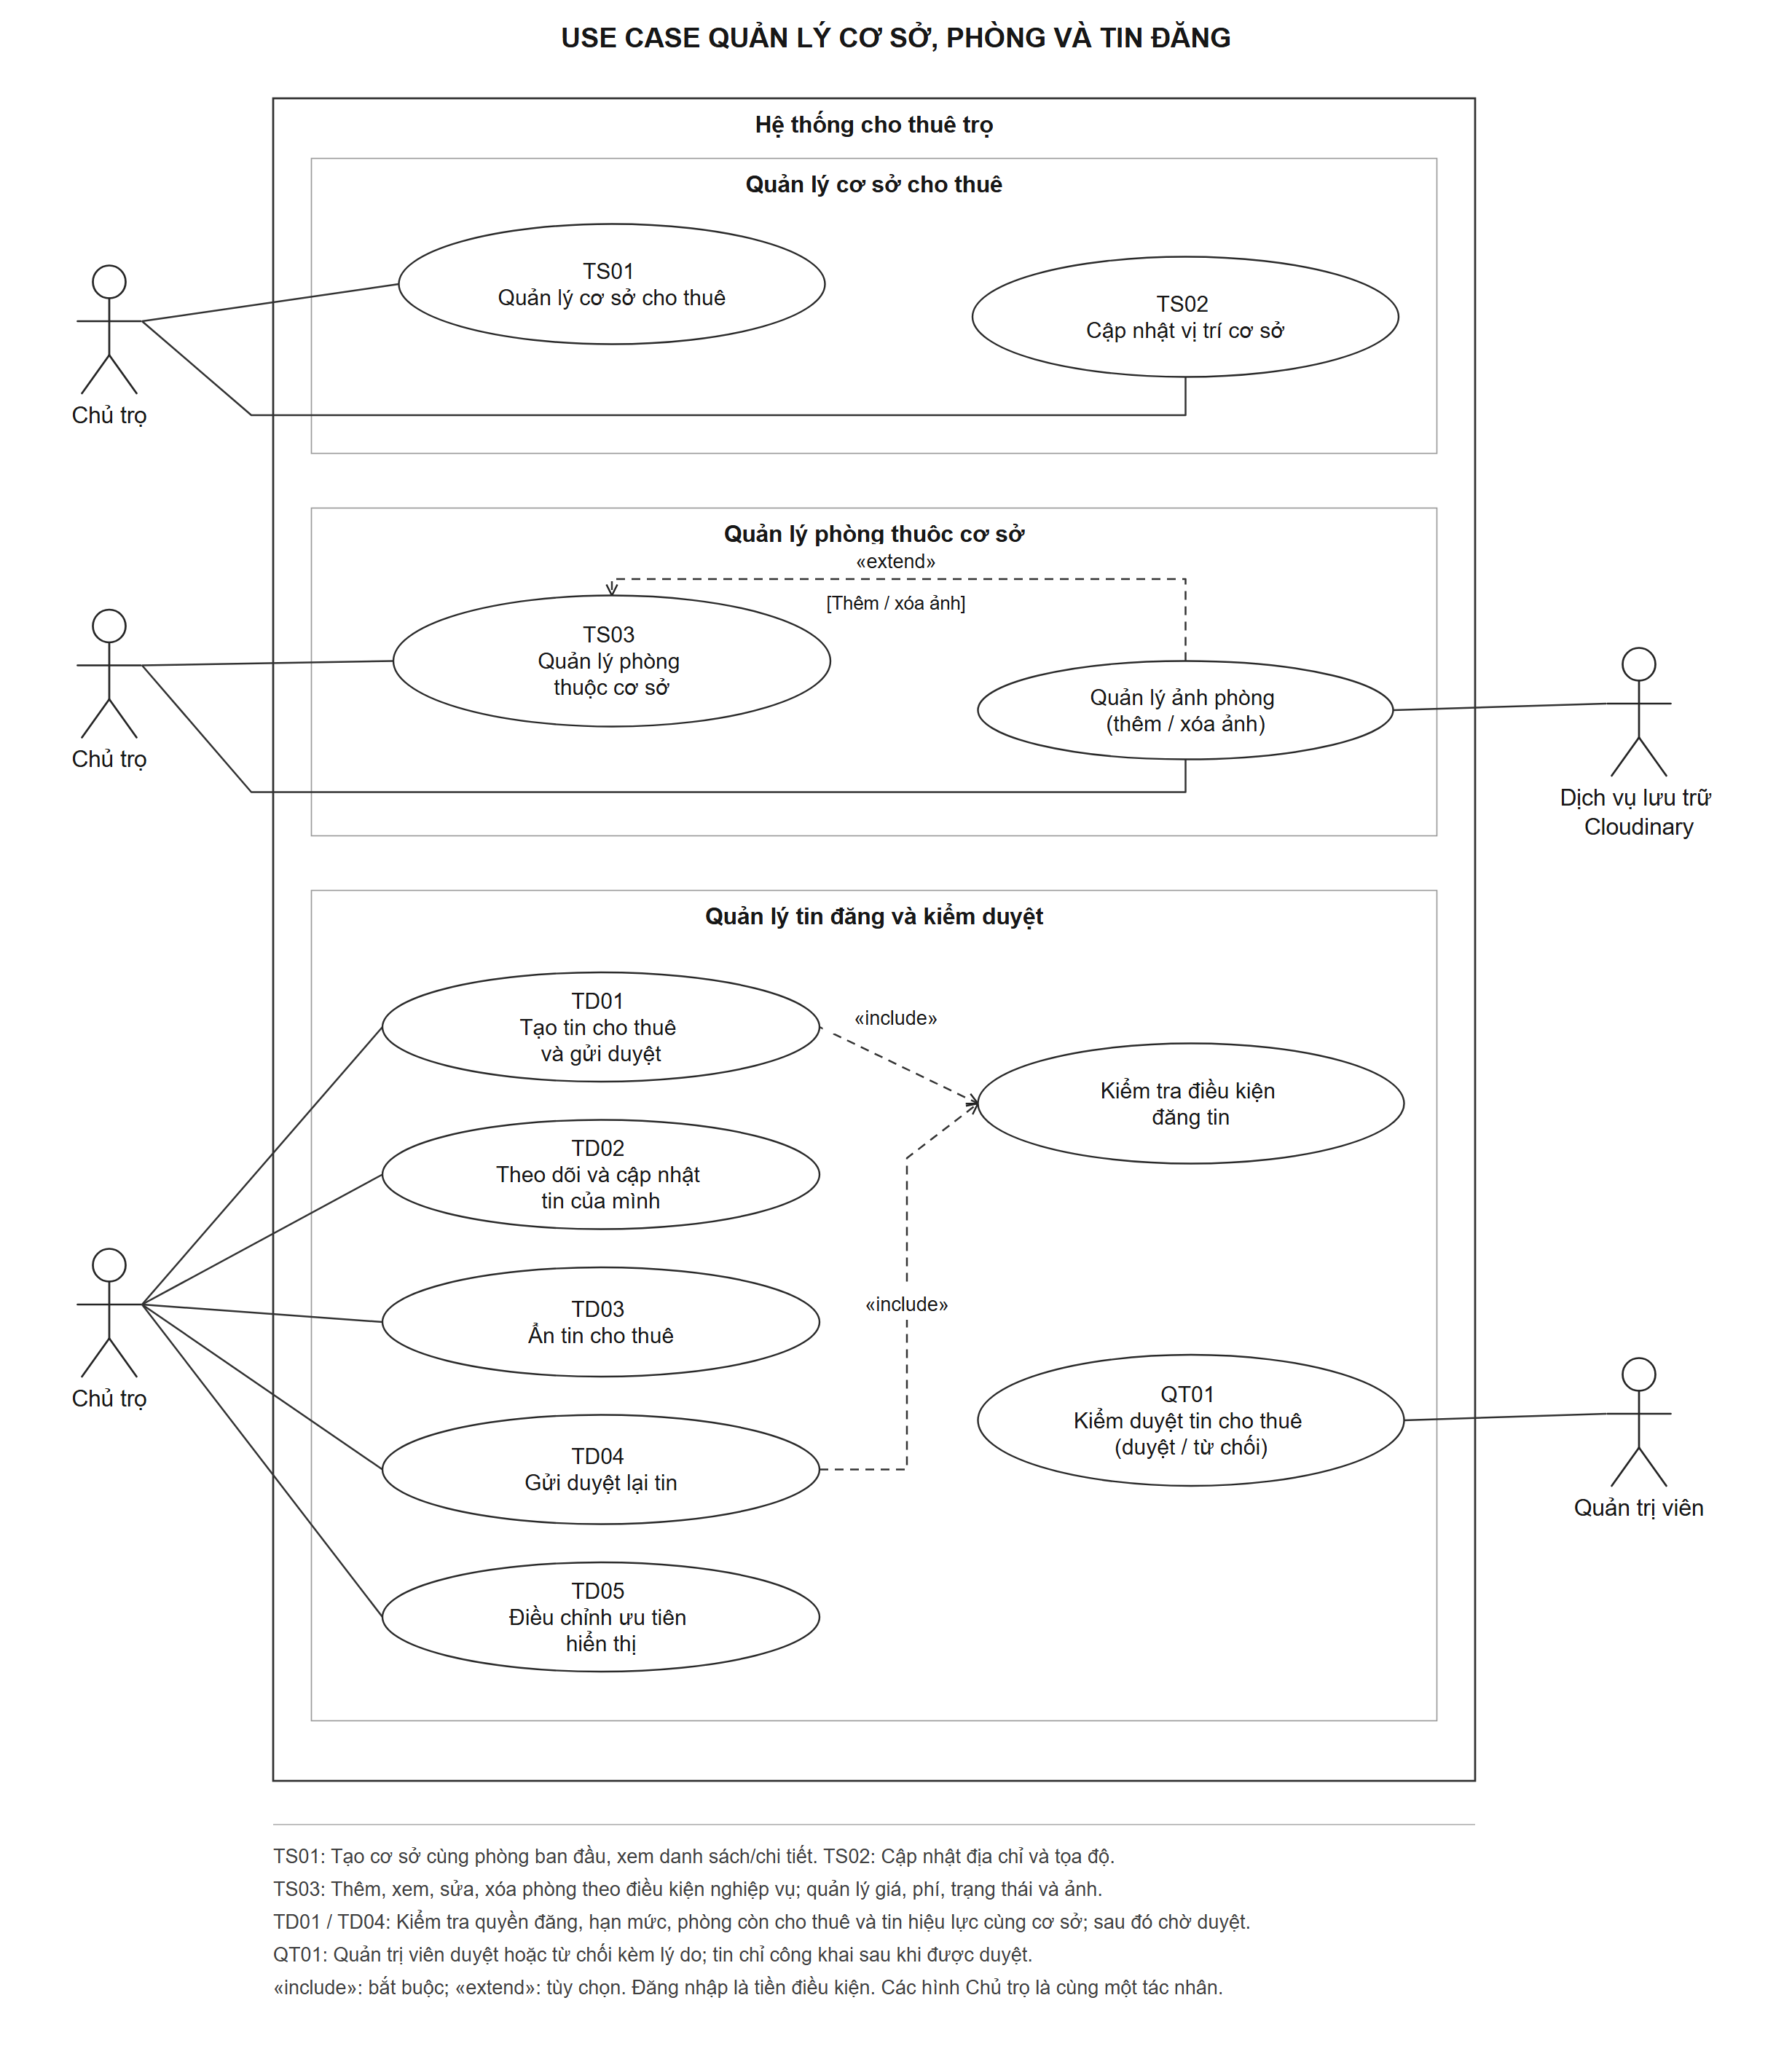 USE CASE QUẢN LÝ CƠ SỞ, PHÒNG VÀ TIN ĐĂNG
Hệ thống cho thuê trọ
Quản lý cơ sở cho thuê
TS01
Quản lý cơ sở cho thuê
TS02
Cập nhật vị trí cơ sở
Chủ trọ
Quản lý phòng thuộc cơ sở
«extend»
[Thêm / xóa ảnh]
TS03
Quản lý phòng
thuộc cơ sở
Quản lý ảnh phòng
(thêm / xóa ảnh)
Chủ trọ
Dịch vụ lưu trữ
Cloudinary
Quản lý tin đăng và kiểm duyệt
TD01
Tạo tin cho thuê
và gửi duyệt
«include»
Kiểm tra điều kiện
đăng tin
TD02
Theo dõi và cập nhật
tin của mình
TD03
Ẩn tin cho thuê
«include»
Chủ trọ
QT01
Kiểm duyệt tin cho thuê
(duyệt / từ chối)
Quản trị viên
TD04
Gửi duyệt lại tin
TD05
Điều chỉnh ưu tiên
hiển thị
TS01: Tạo cơ sở cùng phòng ban đầu, xem danh sách/chi tiết. TS02: Cập nhật địa chỉ và tọa độ.
TS03: Thêm, xem, sửa, xóa phòng theo điều kiện nghiệp vụ; quản lý giá, phí, trạng thái và ảnh.
TD01 / TD04: Kiểm tra quyền đăng, hạn mức, phòng còn cho thuê và tin hiệu lực cùng cơ sở; sau đó chờ duyệt.
QT01: Quản trị viên duyệt hoặc từ chối kèm lý do; tin chỉ công khai sau khi được duyệt.
«include»: bắt buộc; «extend»: tùy chọn. Đăng nhập là tiền điều kiện. Các hình Chủ trọ là cùng một tác nhân.